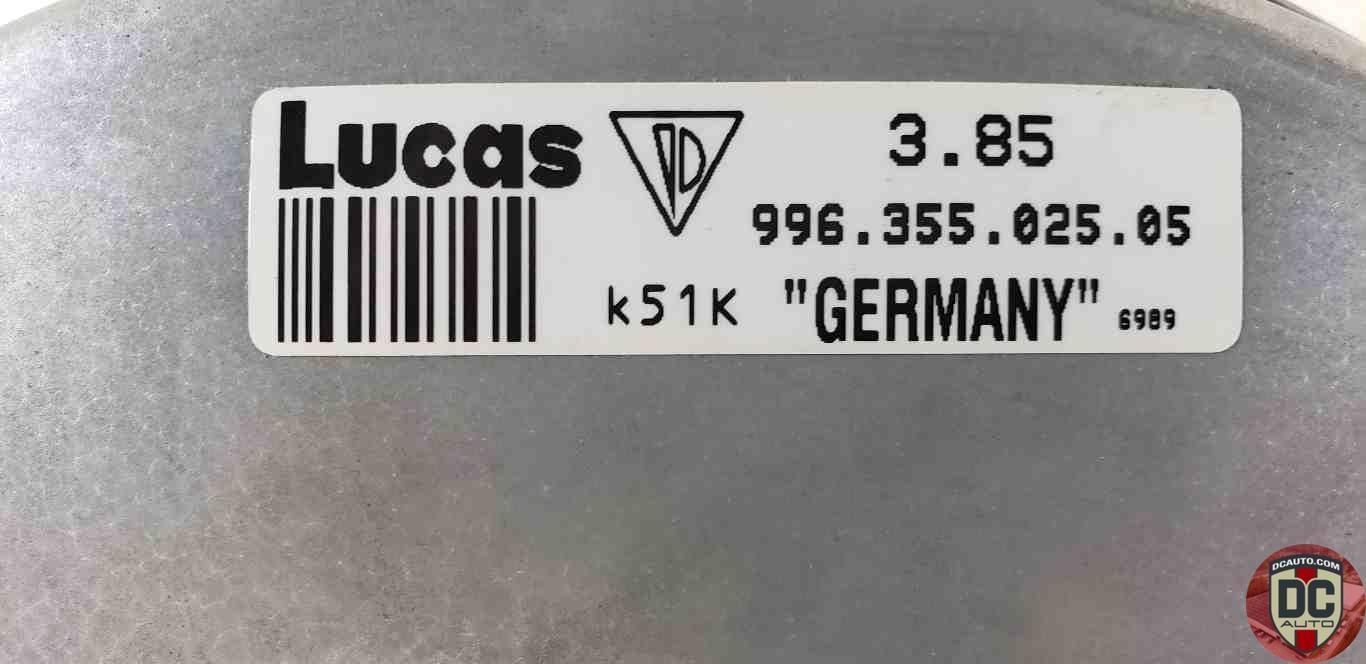 Lucas
3.85
996.355.025.05
k51K "GERMANY" 6989
DCAUTO.COM
DC
AUTO